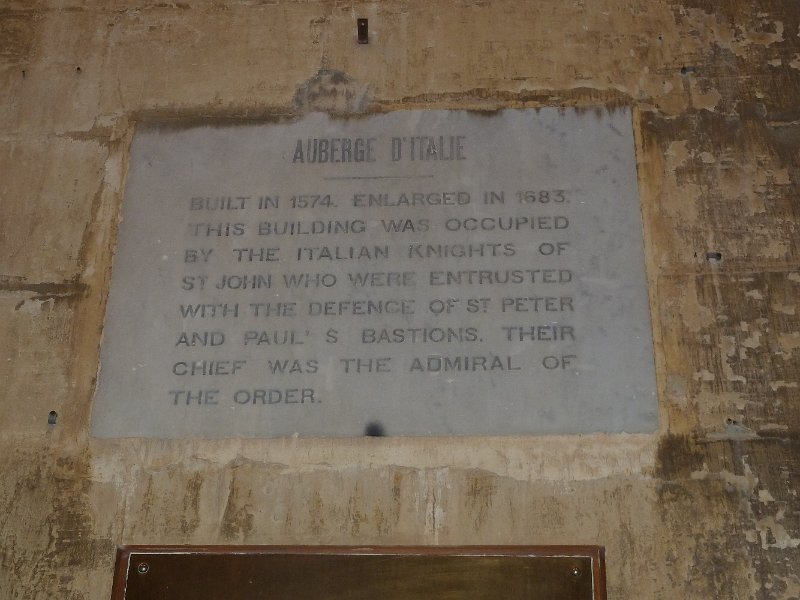 AUBERGE D'ITALIE
BUILT IN 1574. ENLARGED IN 1683.
THIS BUILDING WAS OCCUPIED
BY THE ITALIAN KNIGHTS OF
ST JOHN WHO WERE ENTRUSTED
WITH THE DEFENCE OF ST PETER
AND PAUL'S BASTIONS. THEIR
CHIEF WAS THE ADMIRAL OF
THE ORDER.